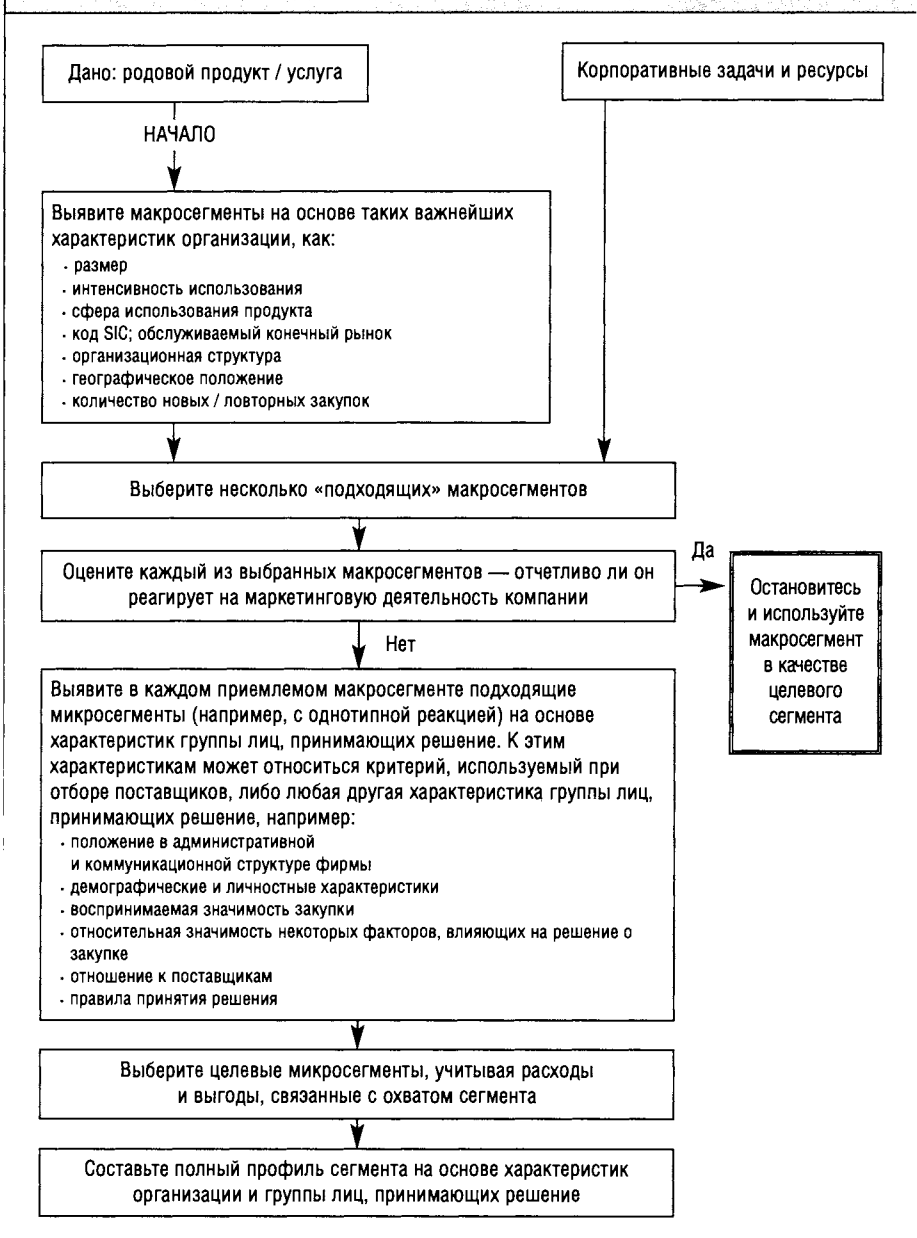 Дано: родовой продукт / услуга
Корпоративные задачи и ресурсы
НАЧАЛО
Выявите макросегменты на основе таких важнейших
характеристик организации, как:
· размер
· интенсивность использования
· сфера использования продукта
· код SIC; обслуживаемый конечный рынок
· организационная структура
· географическое положение
· количество новых / ловторных закупок
Выберите несколько «подходящих» макросегментов
Оцените каждый из выбранных макросегментов — отчетливо ли он
реагирует на маркетинговую деятельность компании
Да
Остановитесь
и используйте
макросегмент
в качестве
целевого
сегмента
Нет
Выявите в каждом приемлемом макросегменте подходящие
микросегменты (например, с однотипной реакцией) на основе
характеристик группы лиц, принимающих решение. К этим
характеристикам может относиться критерий, используемый при
отборе поставщиков, либо любая другая характеристика группы лиц,
принимающих решение, например:
· положение в административной
и коммуникационной структуре фирмы
· демографические и личностные характеристики
· воспринимаемая значимость закупки
· относительная значимость некоторых факторов, влияющих на решение о
закупке
· отношение к поставщикам
· правила принятия решения
Выберите целевые микросегменты, учитывая расходы
и выгоды, связанные с охватом сегмента
Составьте полный профиль сегмента на основе характеристик
организации и группы лиц, принимающих решение